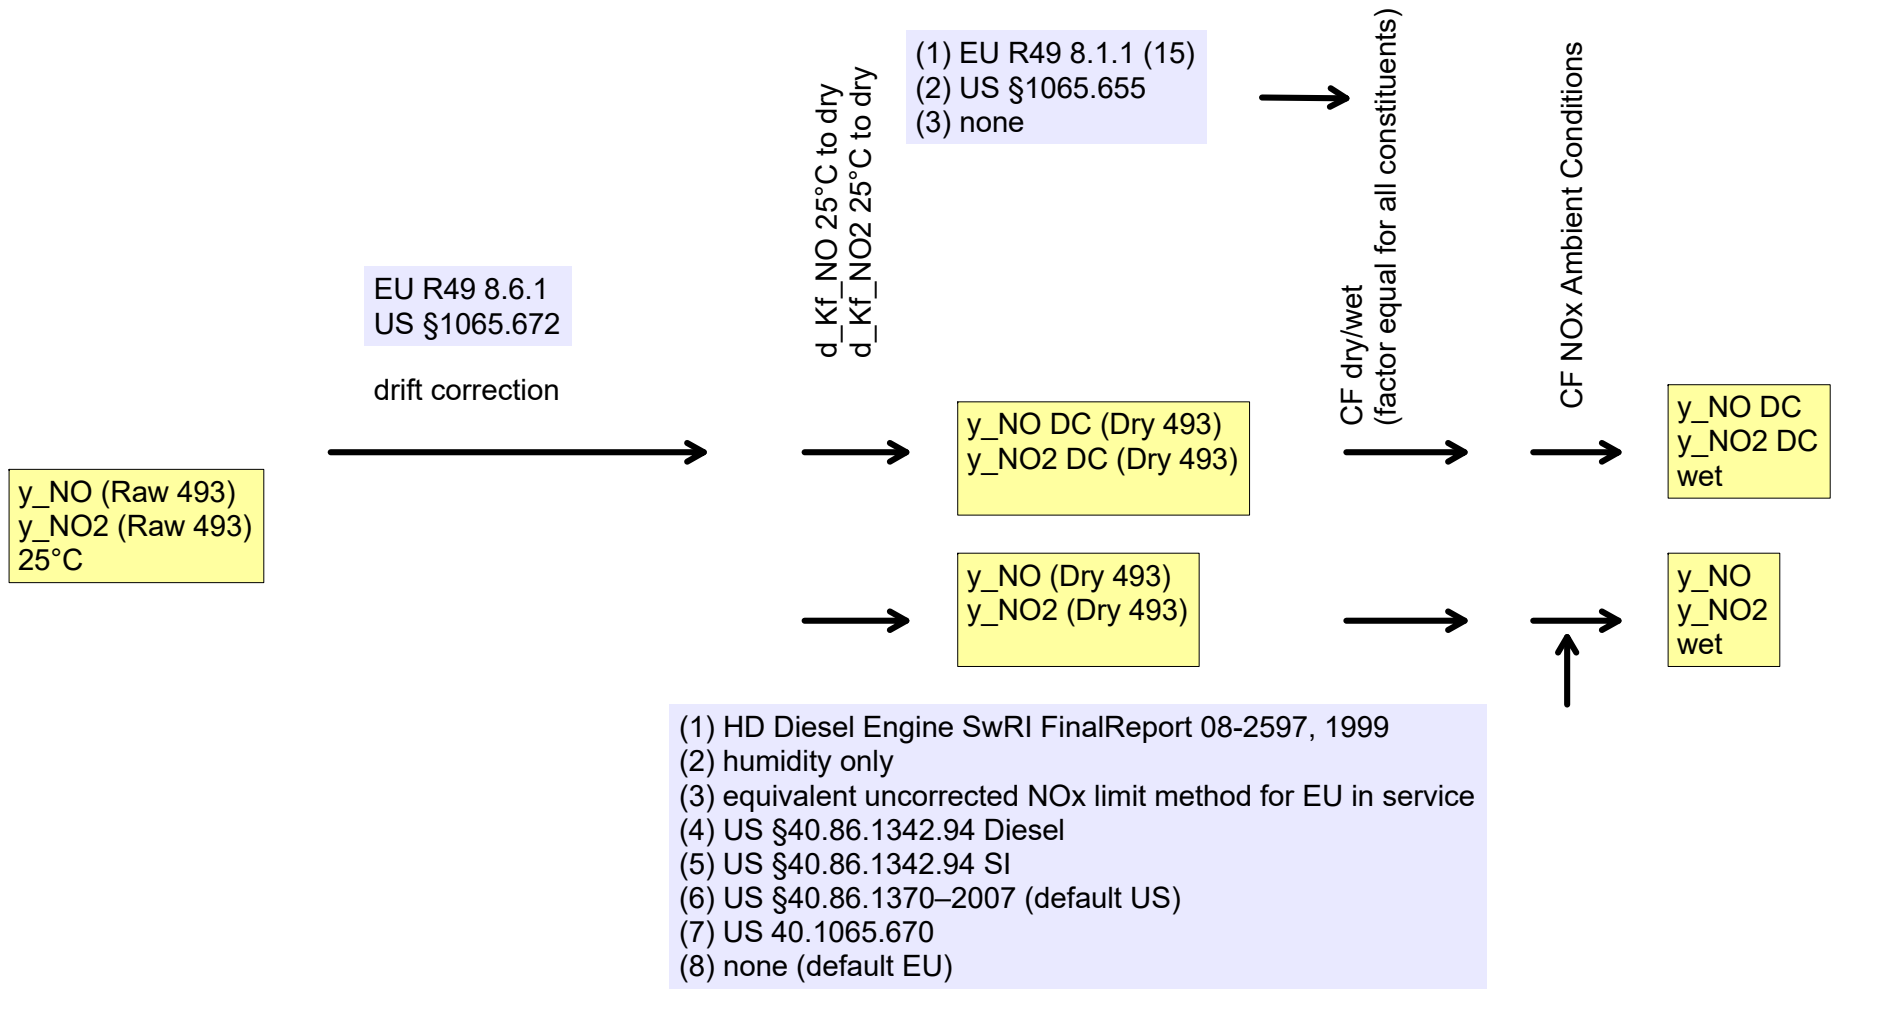 (1) EU R49 8.1.1 (15)
(2) US §1065.655
(3) none
d_Kf_NO 25°C to dry
d_Kf_NO2 25°C to dry
CF dry/wet
(factor equal for all constituents)
CF NOx Ambient Conditions
EU R49 8.6.1
US §1065.672
drift correction
y_NO (Raw 493)
y_NO2 (Raw 493)
25°C
y_NO DC (Dry 493)
y_NO2 DC (Dry 493)
y_NO DC
y_NO2 DC
wet
y_NO (Dry 493)
y_NO2 (Dry 493)
y_NO
y_NO2
wet
(1) HD Diesel Engine SwRI FinalReport 08-2597, 1999
(2) humidity only
(3) equivalent uncorrected NOx limit method for EU in service
(4) US §40.86.1342.94 Diesel
(5) US §40.86.1342.94 SI
(6) US §40.86.1370–2007 (default US)
(7) US 40.1065.670
(8) none (default EU)